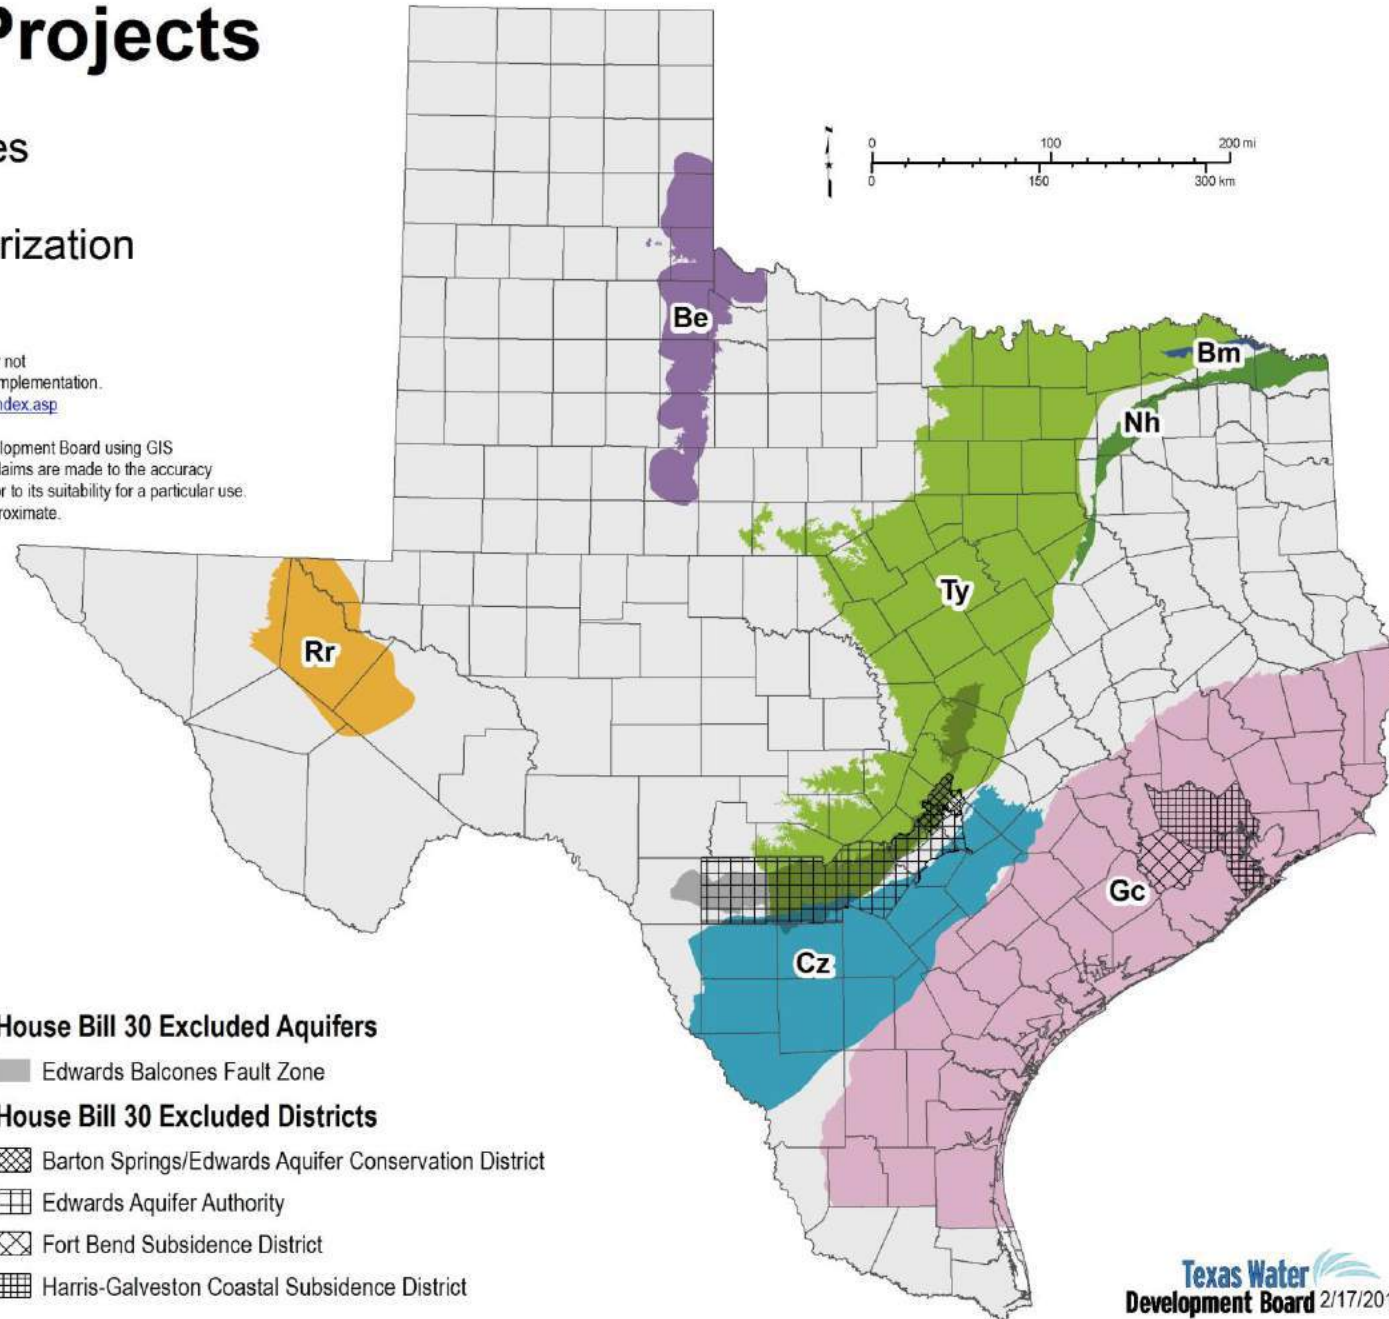 Projects
es
rization
not
mplementation.
ndex.asp
lopment Board using GIS
laims are made to the accuracy
or to its suitability for a particular use.
roximate.
0 100 200 mi
0 150 300 km
Be
Bm
Nh
Ty
Rr
Gc
Cz
House Bill 30 Excluded Aquifers
Edwards Balcones Fault Zone
House Bill 30 Excluded Districts
Barton Springs/Edwards Aquifer Conservation District
Edwards Aquifer Authority
Fort Bend Subsidence District
Harris-Galveston Coastal Subsidence District
Texas Water
Development Board 2/17/201